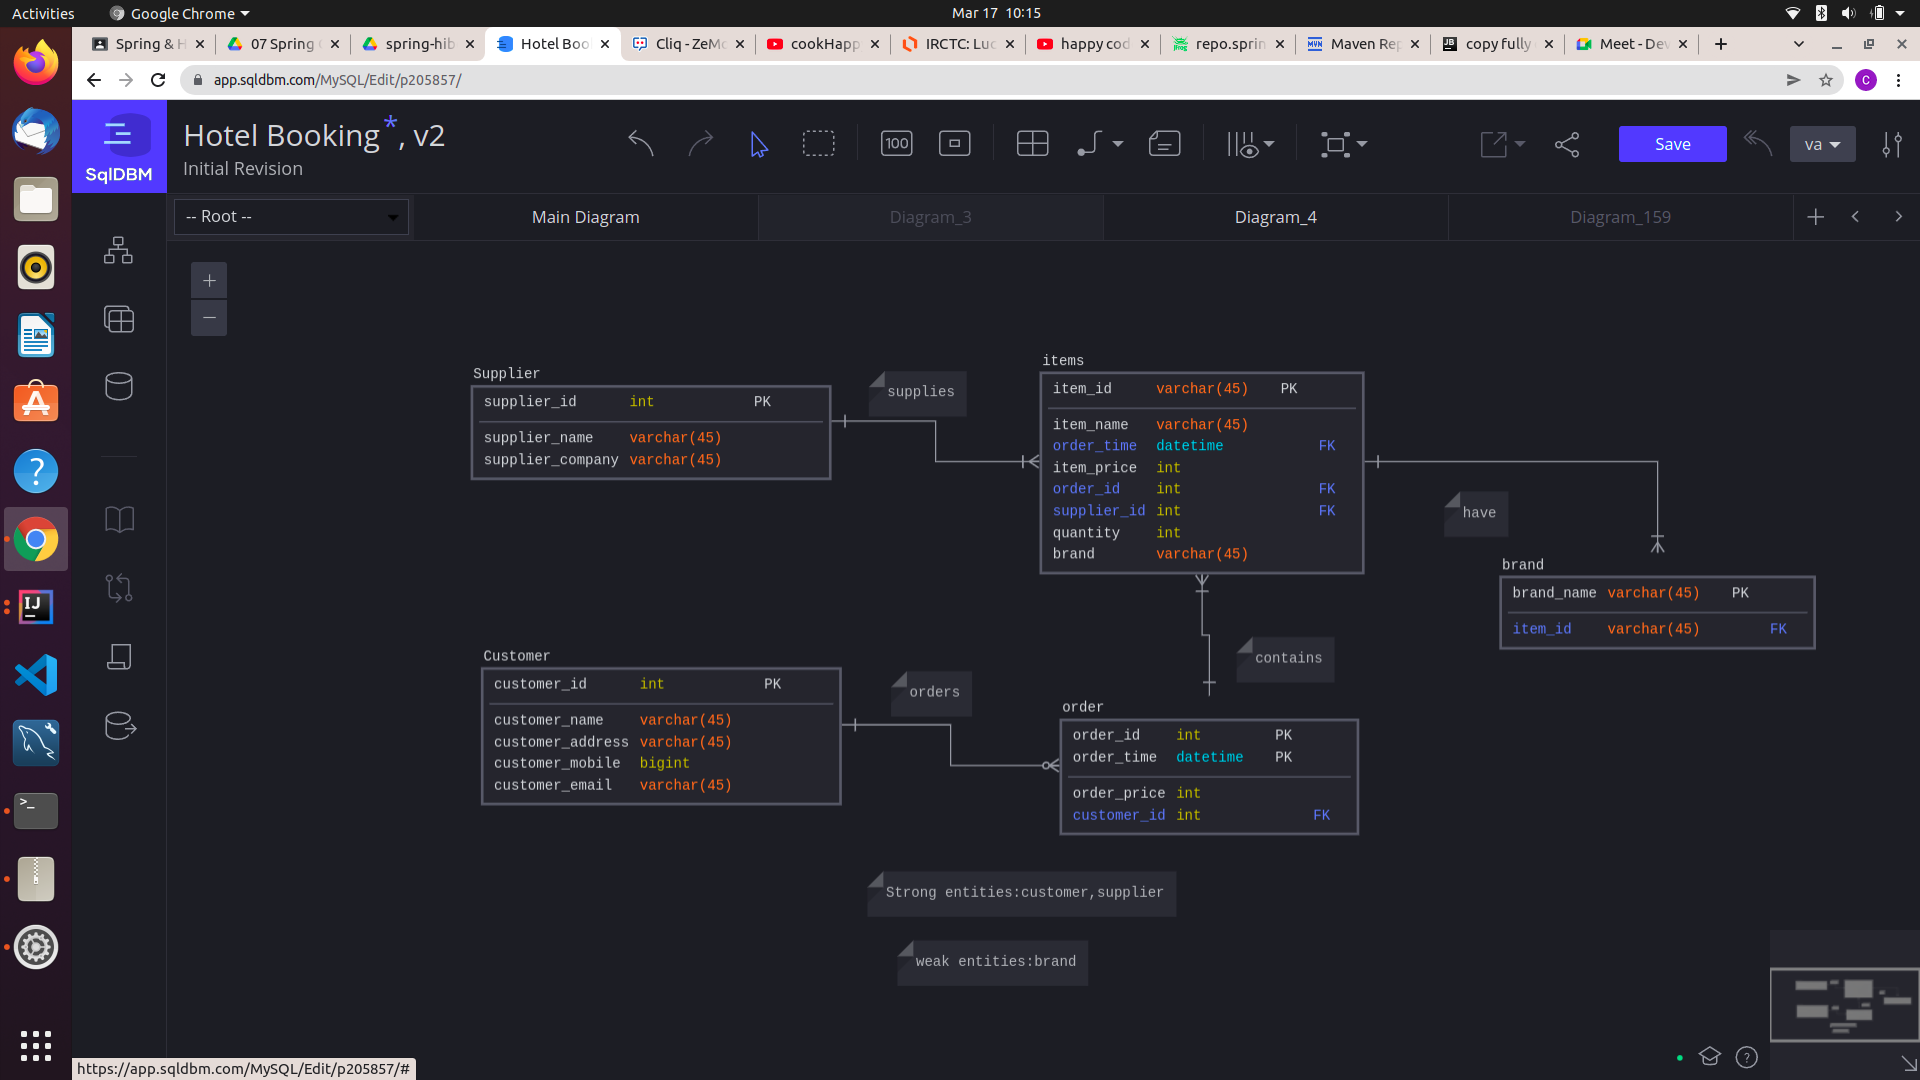 Activities
Google Chrome
Mar 17 10:15
Spring & H
07 Spring
spring-hib
Hotel Boo
Cliq - ZeMo
cookHapp
IRCTC: Luc
happy cod
repo.sprin
Maven Rep
copy fully
Meet - Dev
app.sqldbm.com/MySQL/Edit/p205857/
C
SqlDBM
Hotel Booking*, v2
Initial Revision
100
Save
va
-- Root --
Main Diagram
Diagram_3
Diagram_4
Diagram_159
Supplier
supplier_id int PK
supplier_name varchar(45)
supplier_company varchar(45)
supplies
items
item_id varchar(45) PK
item_name varchar(45)
order_time datetime FK
item_price int
order_id int FK
supplier_id int FK
quantity int
brand varchar(45)
have
brand
brand_name varchar(45) PK
item_id varchar(45) FK
contains
Customer
customer_id int PK
customer_name varchar(45)
customer_address varchar(45)
customer_mobile bigint
customer_email varchar(45)
orders
order
order_id int PK
order_time datetime PK
order_price int
customer_id int FK
Strong entities:customer,supplier
weak entities:brand
https://app.sqldbm.com/MySQL/Edit/p205857/#